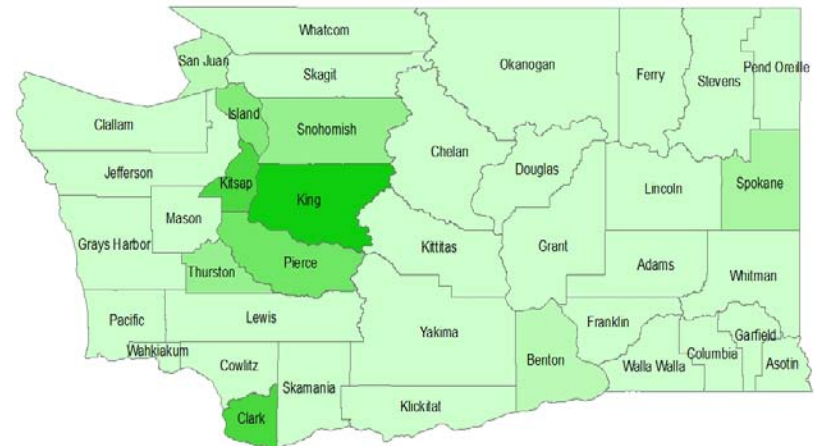 Whatcom
San Juan
Skagit
Okanogan
Ferry
Stevens
Pend Oreille
Island
Clallam
Snohomish
Chelan
Douglas
Jefferson
Kitsap
King
Lincoln
Spokane
Mason
Grays Harbor
Kittitas
Grant
Pierce
Thurston
Adams
Whitman
Pacific
Lewis
Yakima
Franklin
Garfield
Wahkiakum
Cowlitz
Benton
Walla Walla
Columbia
Asotin
Skamania
Klickitat
Clark